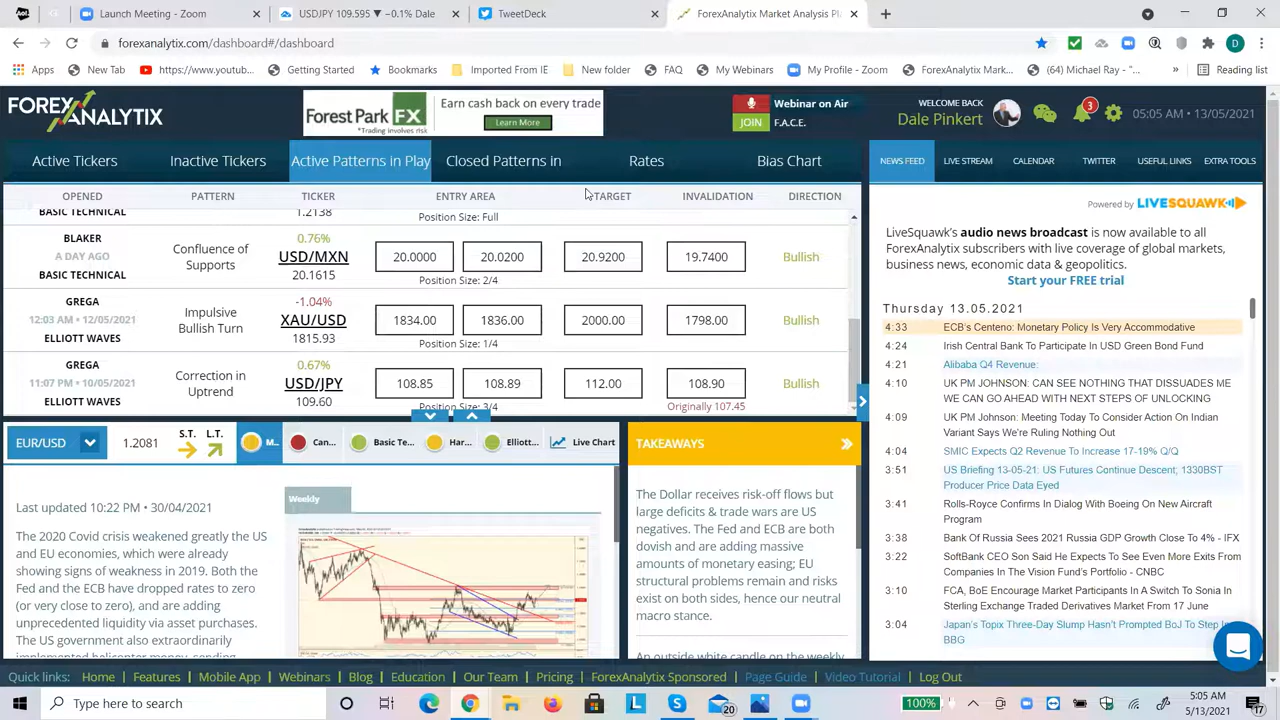 Launch Meeting - Zoom
USDJPY 109.595 ▼ −0.1% Dale
TweetDeck
ForexAnalytix Market Analysis Pl
forexanalytix.com/dashboard#/dashboard
Apps
New Tab
https://www.youtub...
Getting Started
Bookmarks
Imported From IE
New folder
FAQ
My Webinars
My Profile - Zoom
ForexAnalytix Mark...
(64) Michael Ray - "...
Reading list
FOREX
ANALYTIX
Forest Park FX
*Trading involves risk
Earn cash back on every trade
Learn More
JOIN
Webinar on Air
F.A.C.E.
WELCOME BACK
Dale Pinkert
3
05:05 AM • 13/05/2021
Active Tickers
Inactive Tickers
Active Patterns in Play
Closed Patterns in
Rates
Bias Chart
OPENED
PATTERN
TICKER
ENTRY AREA
TARGET
INVALIDATION
DIRECTION
BASIC TECHNICAL
1.2138
Position Size: Full
BLAKER
A DAY AGO
BASIC TECHNICAL
Confluence of
Supports
0.76%
USD/MXN
20.1615
20.0000
20.0200
Position Size: 2/4
20.9200
19.7400
Bullish
GREGA
12:03 AM • 12/05/2021
ELLIOTT WAVES
Impulsive
Bullish Turn
-1.04%
XAU/USD
1815.93
1834.00
1836.00
Position Size: 1/4
2000.00
1798.00
Bullish
GREGA
11:07 PM • 10/05/2021
ELLIOTT WAVES
Correction in
Uptrend
0.67%
USD/JPY
109.60
108.85
108.89
Position Size: 3/4
112.00
108.90
Originally 107.45
Bullish
EUR/USD
1.2081
S.T.
L.T.
M...
Can...
Basic Te...
Har...
Elliott...
Live Chart
TAKEAWAYS
Last updated 10:22 PM • 30/04/2021
The 2020 Covid crisis weakened greatly the US
and EU economies, which were already
showing signs of weakness in 2019. Both the
Fed and the ECB have dropped rates to zero
(or very close to zero), and are adding
unprecedented liquidity via asset purchases.
The US government also extraordinarily
implemented helicopter money, sending
Weekly
The Dollar receives risk-off flows but
large deficits & trade wars are US
negatives. The Fed and ECB are both
dovish and are adding massive
amounts of monetary easing; EU
structural problems remain and risks
exist on both sides, hence our neutral
macro stance.
An outside white candle on the weekly
NEWS FEED
LIVE STREAM
CALENDAR
TWITTER
USEFUL LINKS
EXTRA TOOLS
Powered by LIVESQUAWK
LiveSquawk's audio news broadcast is now available to all
ForexAnalytix subscribers with live coverage of global markets,
business news, economic data & geopolitics.
Start your FREE trial
Thursday 13.05.2021
4:33 ECB's Centeno: Monetary Policy Is Very Accommodative
4:24 Irish Central Bank To Participate In USD Green Bond Fund
4:21 Alibaba Q4 Revenue:
4:10 UK PM JOHNSON: CAN SEE NOTHING THAT DISSUADES ME
WE CAN GO AHEAD WITH NEXT STEPS OF UNLOCKING
4:09 UK PM Johnson: Meeting Today To Consider Action On Indian
Variant Says We're Ruling Nothing Out
4:04 SMIC Expects Q2 Revenue To Increase 17-19% Q/Q
3:51 US Briefing 13-05-21: US Futures Continue Descent; 1330BST
Producer Price Data Eyed
3:41 Rolls-Royce Confirms In Dialog With Boeing On New Aircraft
Program
3:38 Bank Of Russia Sees 2021 Russia GDP Growth Close To 4% - IFX
3:22 SoftBank CEO Son Said He Expects To See Even More Exits From
Companies In The Vision Fund's Portfolio - CNBC
3:10 FCA, BoE Encourage Market Participants In A Switch To Sonia In
Sterling Exchange Traded Derivatives Market From 17 June
3:04 Japan's Topix Three-Day Slump Hasn't Prompted BoJ To Step In
BBG
Quick links:
Home
Features
Mobile App
Webinars
Blog
Education
Our Team
Pricing
ForexAnalytix Sponsored
Page Guide
Video Tutorial
Log Out
Type here to search
20
100%
5:05 AM
5/13/2021
17